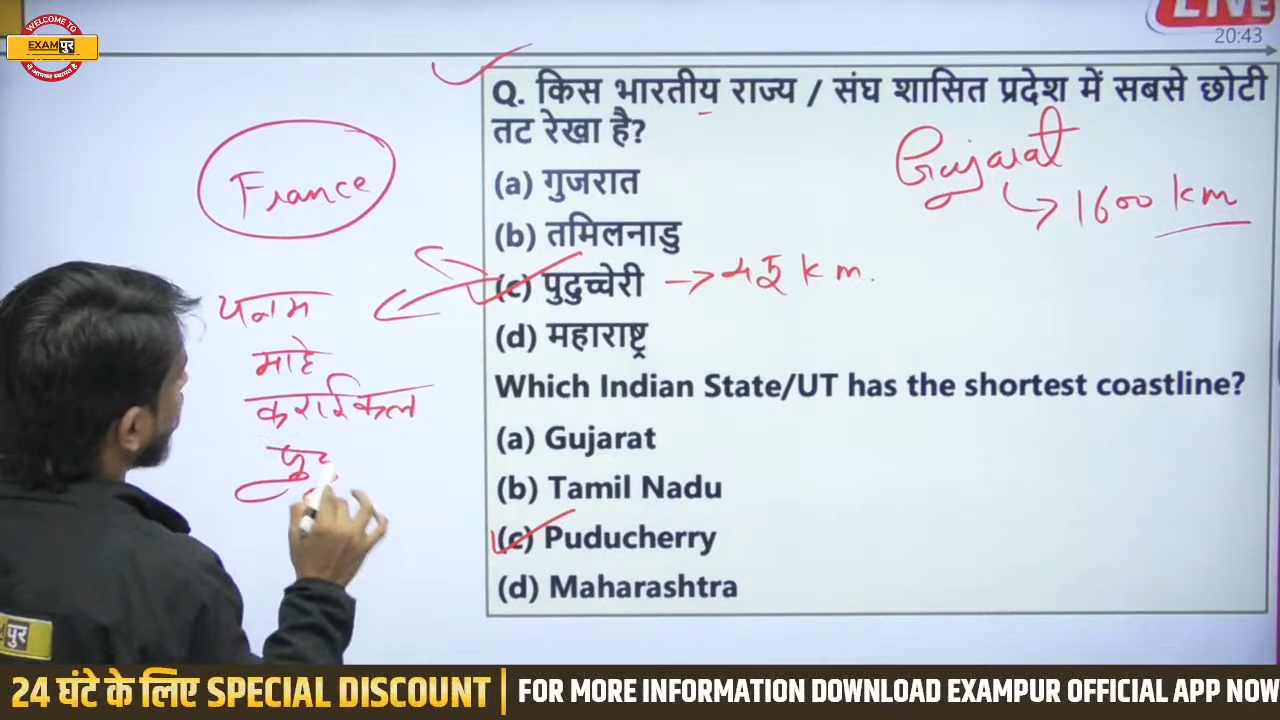 WELCOME TO
EXAMपुर
में आपका स्वागत है
LIVE
20:43
Q. किस भारतीय राज्य / संघ शासित प्रदेश में सबसे छोटी
तट रेखा है?
(a) गुजरात
(b) तमिलनाडु
(c) पुदुच्चेरी
(d) महाराष्ट्र
Which Indian State/UT has the shortest coastline?
(a) Gujarat
(b) Tamil Nadu
(c) Puducherry
(d) Maharashtra
Gujarat
→ 1600 km
→ 45 km.
France
यनम
माहे
कराईकल
पु
पुर
24 घंटे के लिए SPECIAL DISCOUNT | FOR MORE INFORMATION DOWNLOAD EXAMPUR OFFICIAL APP NOW